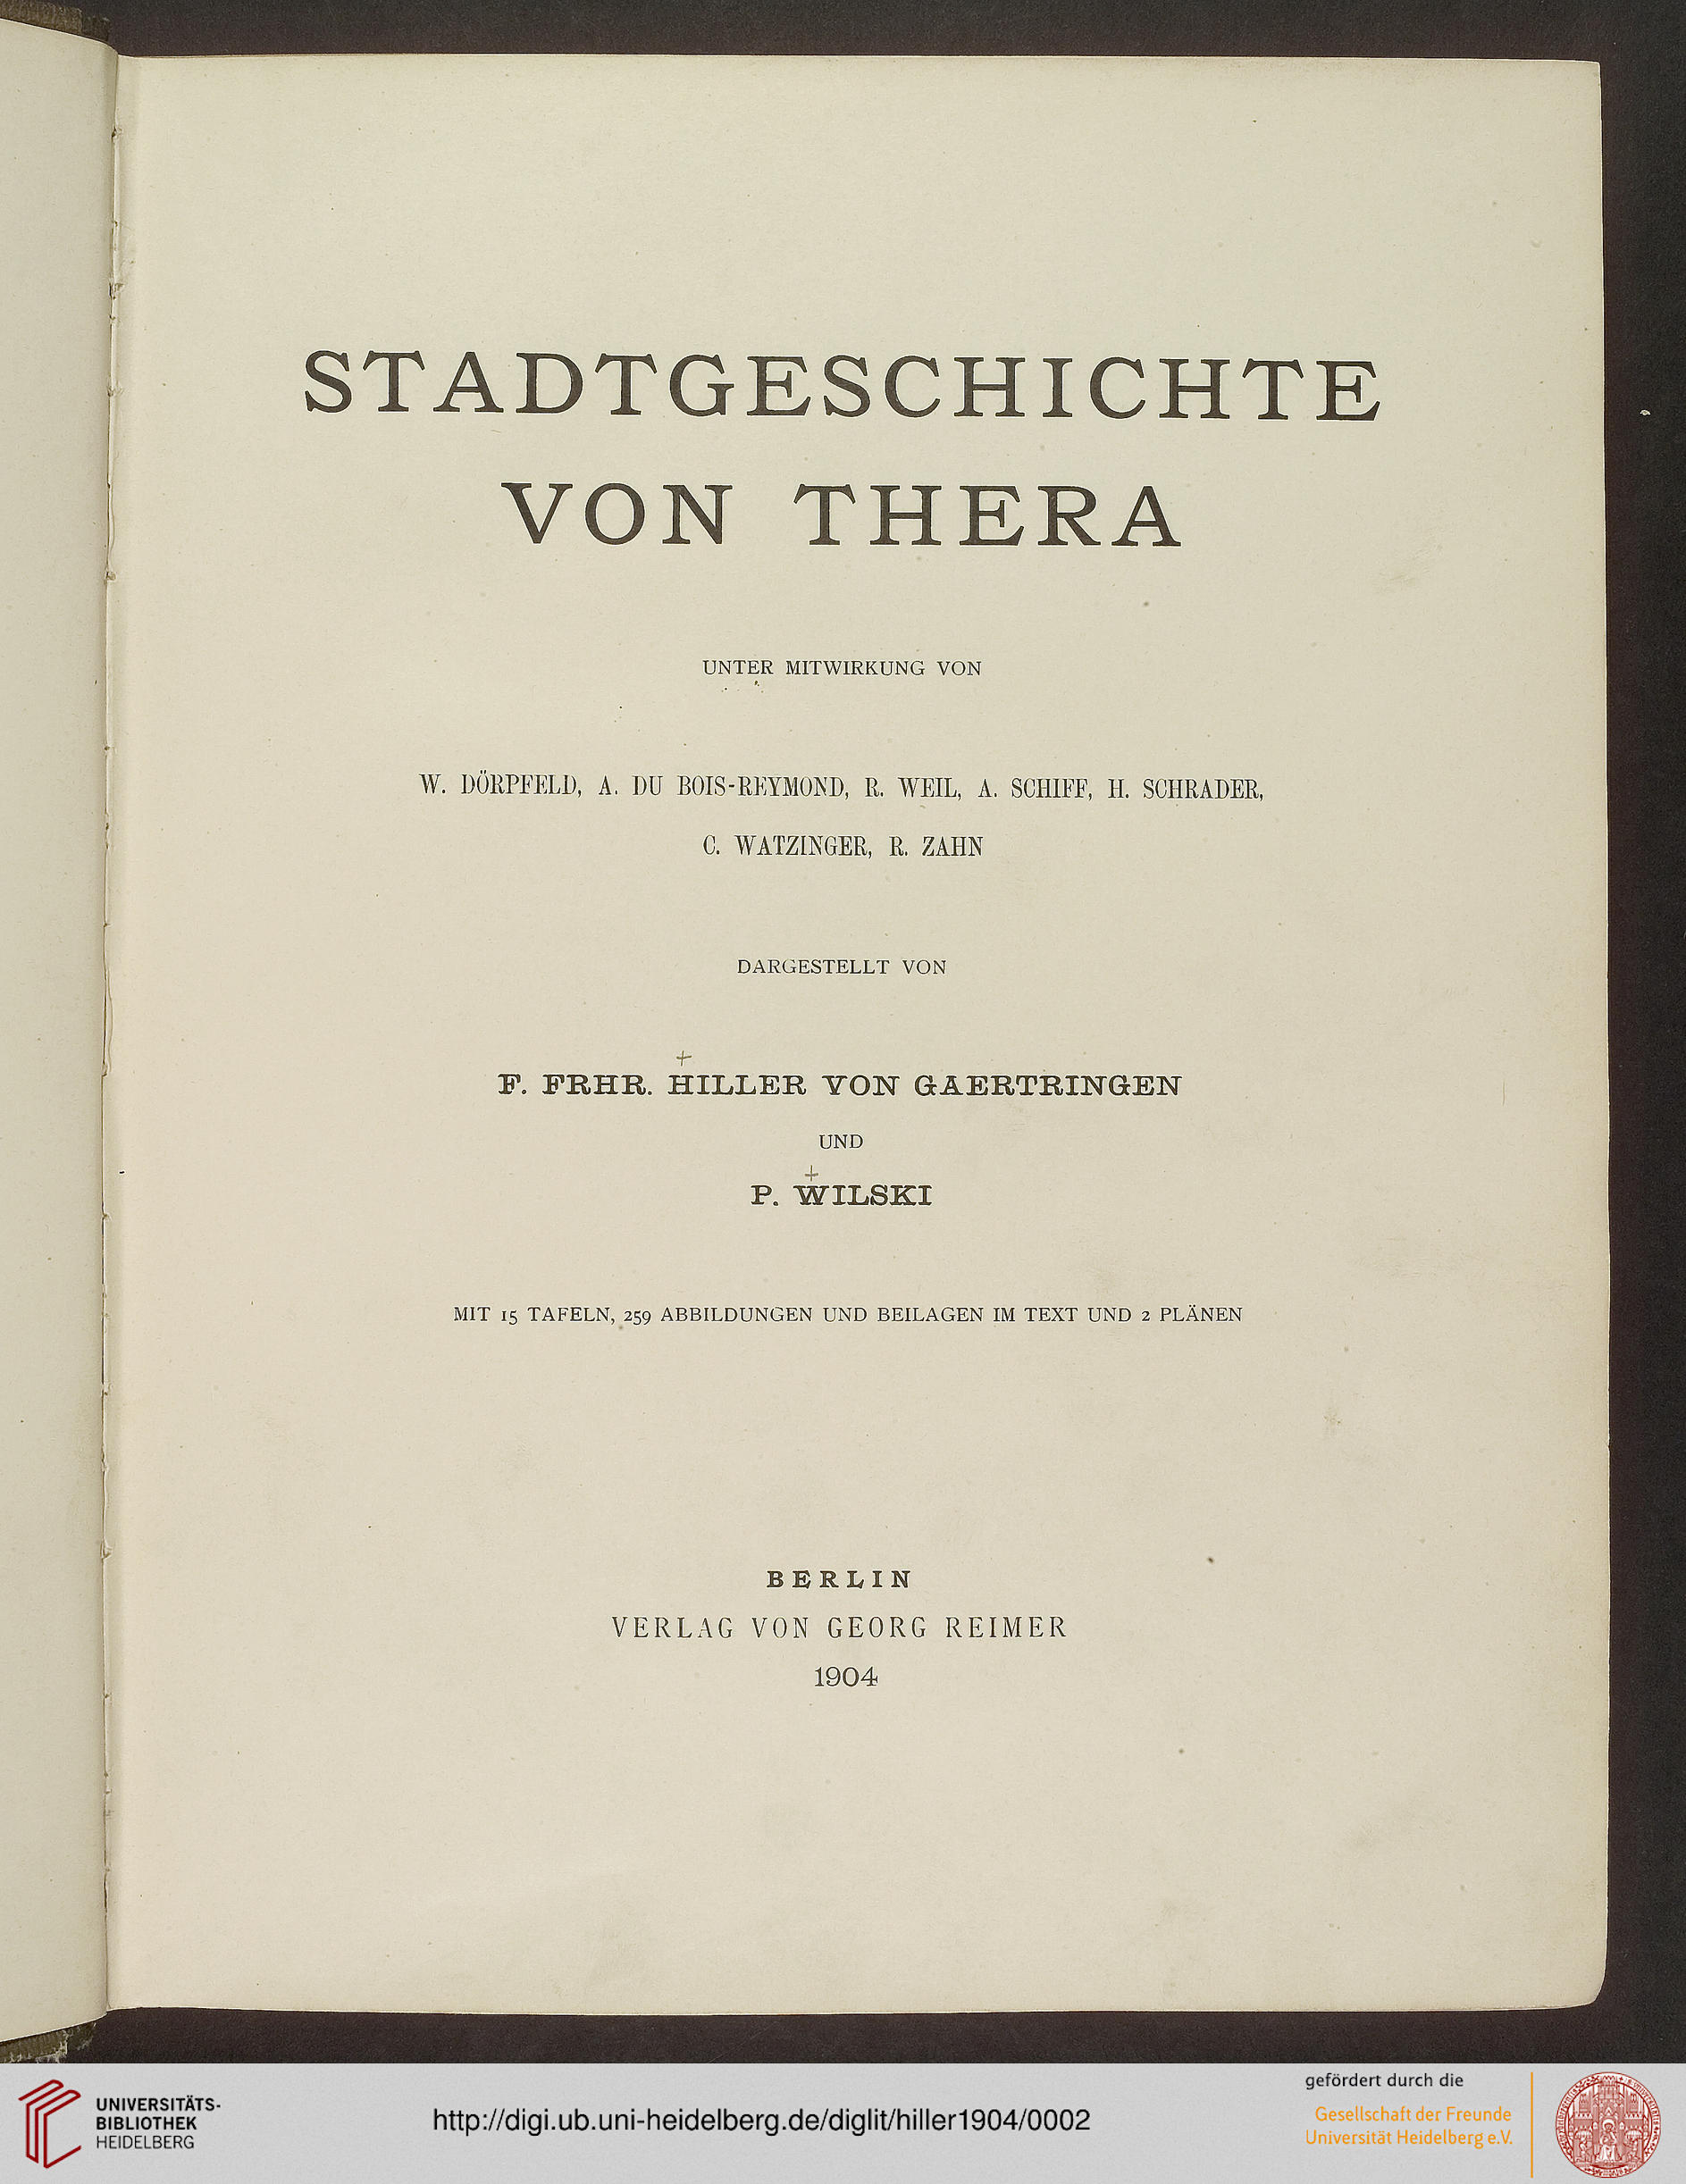 STADTGESCHICHTE
VON THERA
UNTER MITWIRKUNG VON
W. DÖRPFELD, A. DU BOIS-REYMOND, R. WEIL, A. SCHIFF, H. SCHRADER,
C. WATZINGER, R. ZAHN
DARGESTELLT VON
F. FRHR. HILLER VON GAERTRINGEN
UND
P. WILSKI
MIT 15 TAFELN, 259 ABBILDUNGEN UND BEILAGEN IM TEXT UND 2 PLÄNEN
BERLIN
VERLAG VON GEORG REIMER
1904
UNIVERSITÄTS-
BIBLIOTHEK
HEIDELBERG
http://digi.ub.uni-heidelberg.de/diglit/hiller1904/0002
gefördert durch die
Gesellschaft der Freunde
Universität Heidelberg e.V.